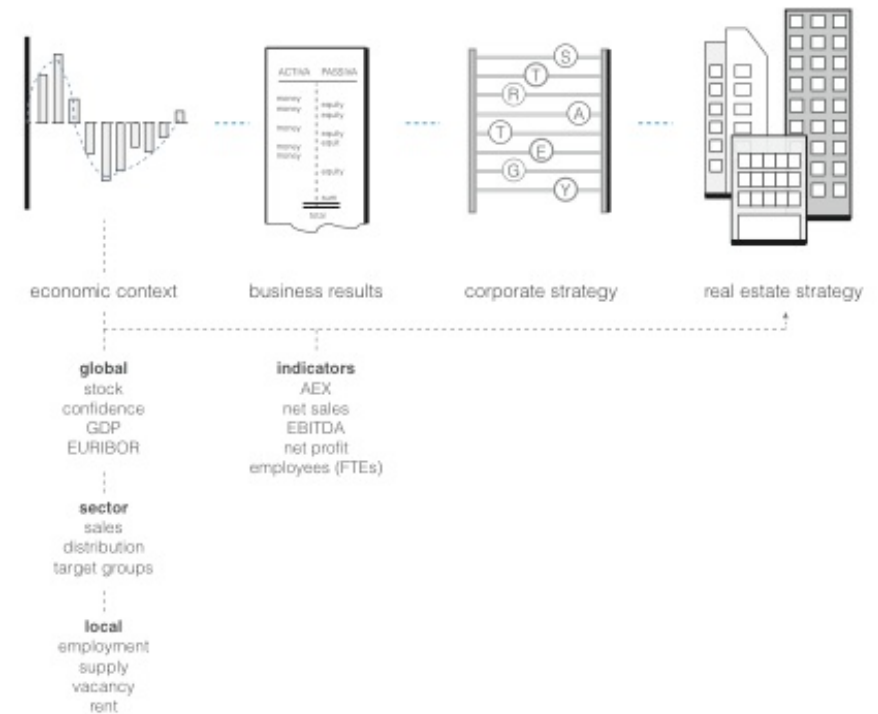 ACTIVA PASSIVA
money
money
equity
equity
money
equity
equit
money
money
equity
sum
total
S
T
R
A
T
E
G
Y
economic context
business results
corporate strategy
real estate strategy
global
stock
confidence
GDP
EURIBOR
sector
sales
distribution
target groups
local
employment
supply
vacancy
rent
indicators
AEX
net sales
EBITDA
net profit
employees (FTEs)